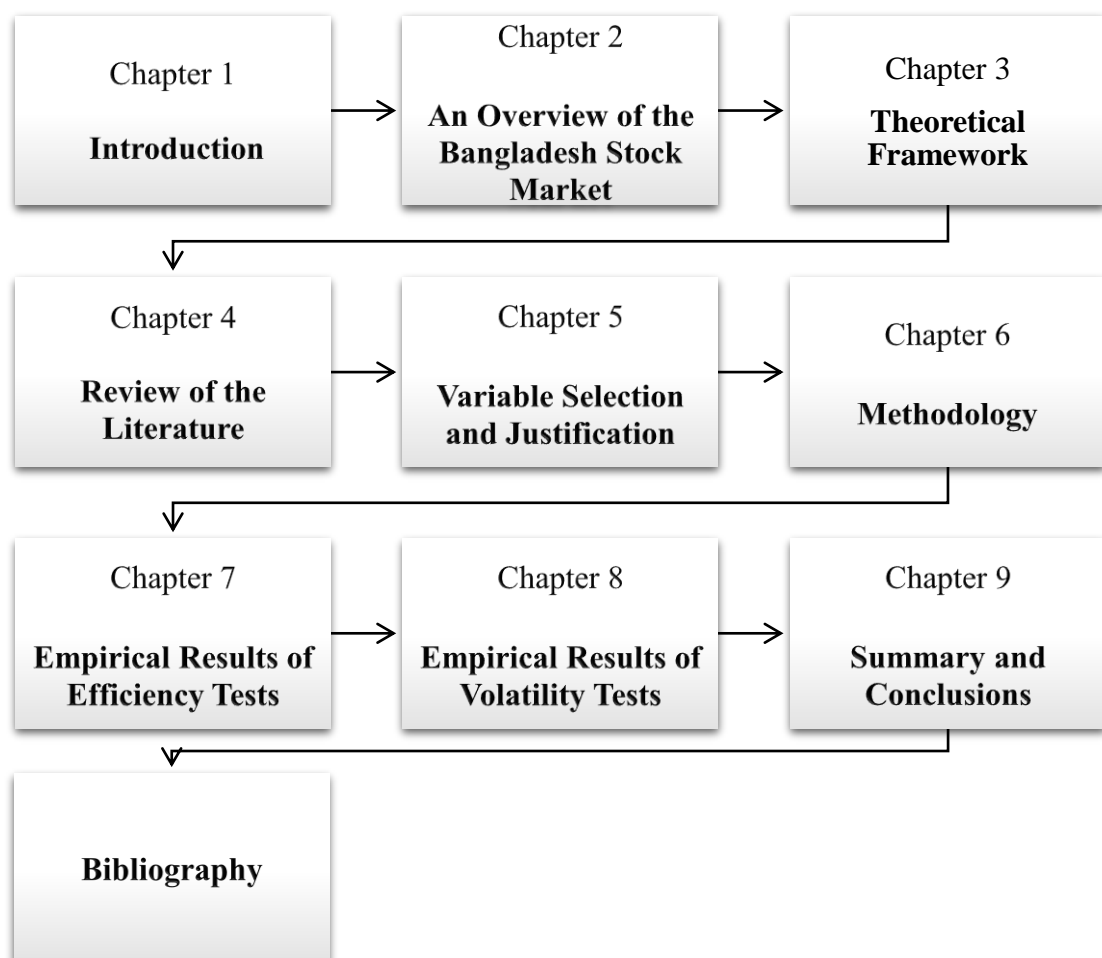 Chapter 1
Introduction
Chapter 2
An Overview of the
Bangladesh Stock
Market
Chapter 3
Theoretical
Framework
Chapter 4
Review of the
Literature
Chapter 5
Variable Selection
and Justification
Chapter 6
Methodology
Chapter 7
Empirical Results of
Efficiency Tests
Chapter 8
Empirical Results of
Volatility Tests
Chapter 9
Summary and
Conclusions
Bibliography